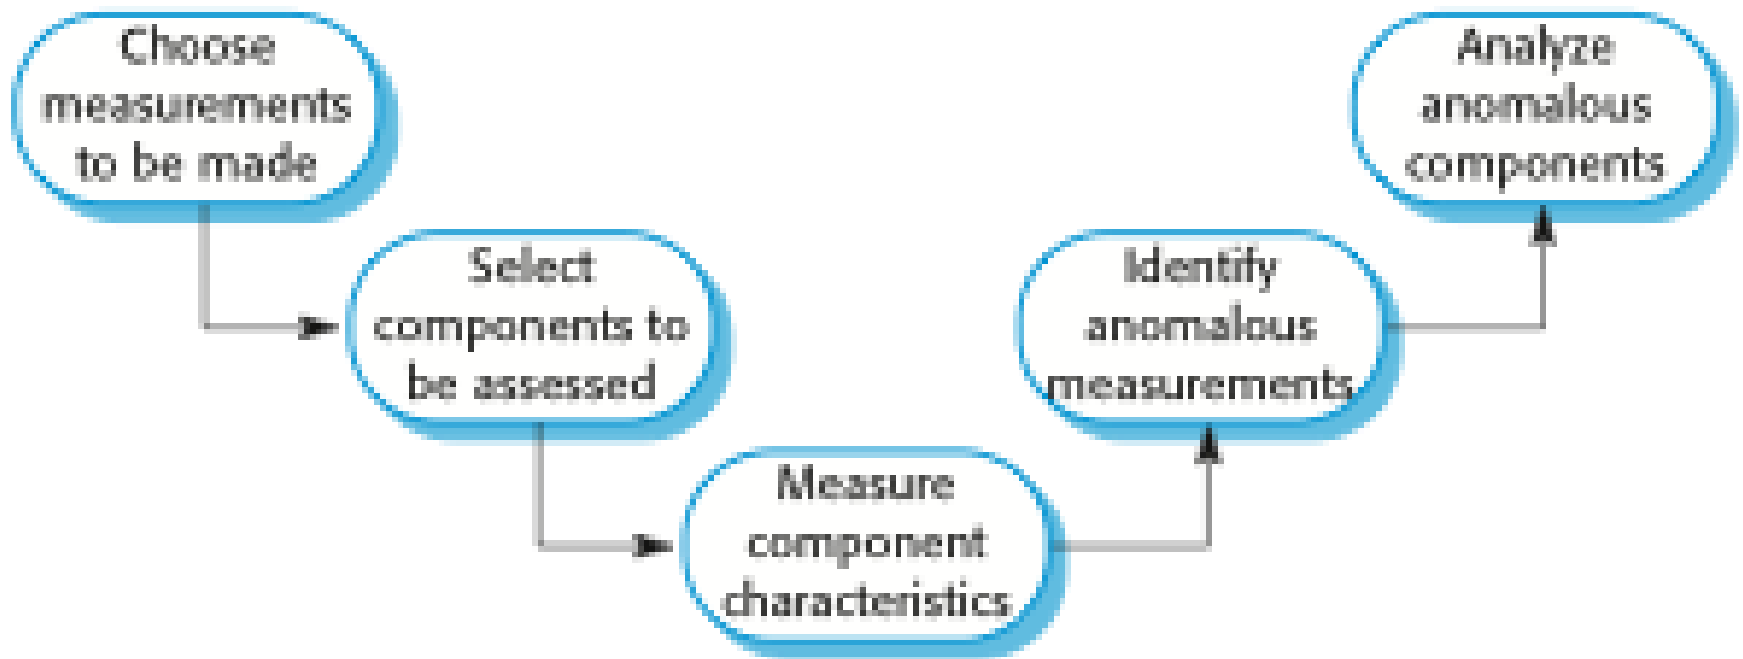 Choose
measurements
to be made
Select
components to
be assessed
Measure
component
characteristics
Identify
anomalous
measurements
Analyze
anomalous
components